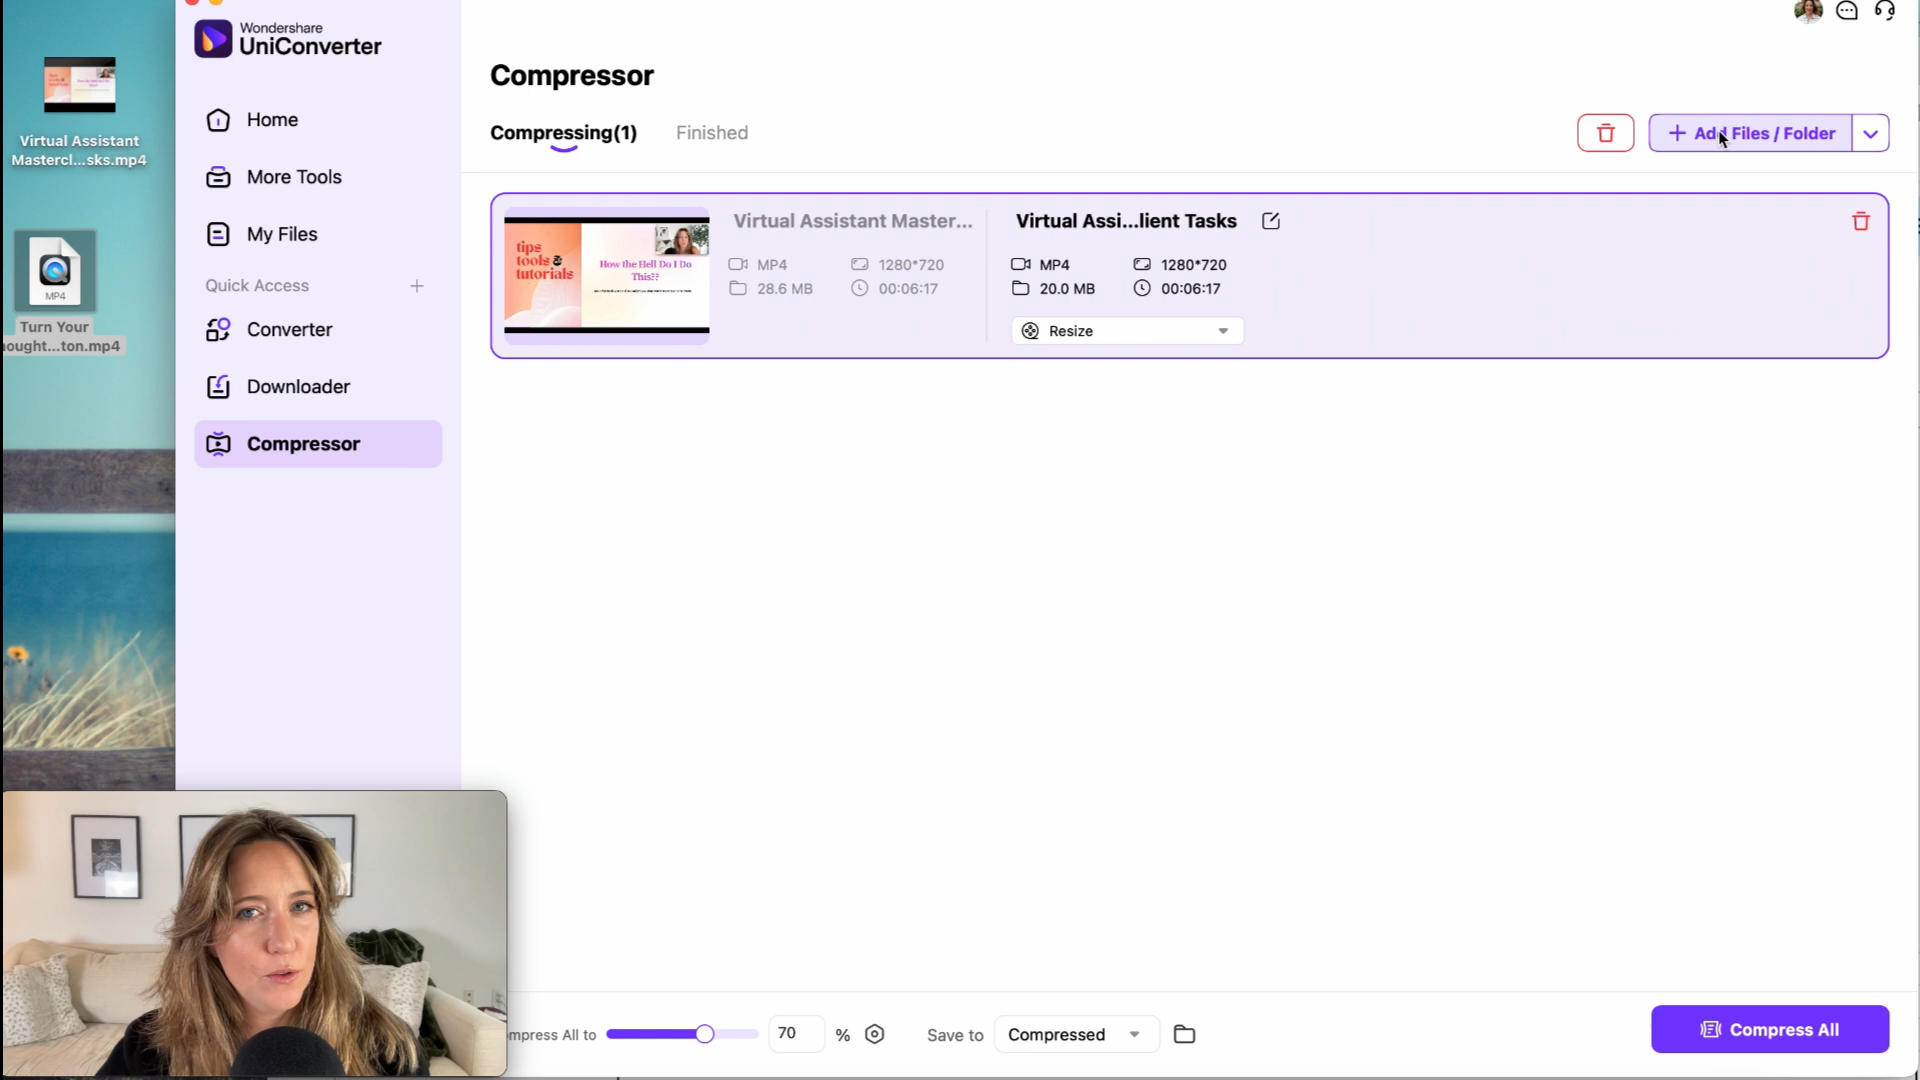 Wondershare
UniConverter
Virtual Assistant
Mastercl...sks.mp4
MP4
Turn Your
ought...ton.mp4
Home
More Tools
My Files
Quick Access
Converter
Downloader
Compressor
Compressor
Compressing(1)
Finished
Add Files / Folder
tips
tools &
tutorials
How the Hell Do I Do
This??
Virtual Assistant Master...
MP4
1280*720
28.6 MB
00:06:17
Virtual Assi...lient Tasks
MP4
1280*720
20.0 MB
00:06:17
Resize
mpress All to
70
%
Save to
Compressed
Compress All